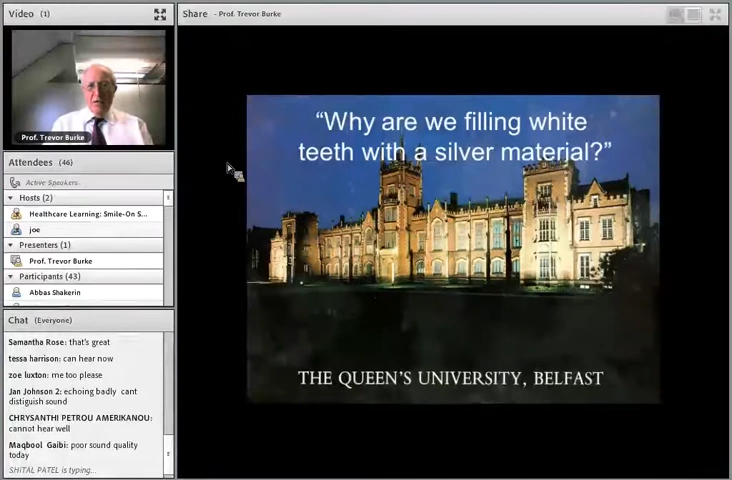 Video (1)
Prof. Trevor Burke
Attendees (46)
Active Speakers
Hosts (2)
Healthcare Learning: Smile-On S...
joe
Presenters (1)
Prof. Trevor Burke
Participants (43)
Abbas Shakerin
Chat (Everyone)
Samantha Rose: that's great
tessa harrison: can hear now
zoe luxton: me too please
Jan Johnson 2: echoing badly cant
distiguish sound
CHRYSANTHI PETROU AMERIKANOU:
cannot hear well
Maqbool Gaibi: poor sound quality
today
SHITAL PATEL is typing...
Share - Prof. Trevor Burke
“Why are we filling white
teeth with a silver material?”
THE QUEEN'S UNIVERSITY, BELFAST